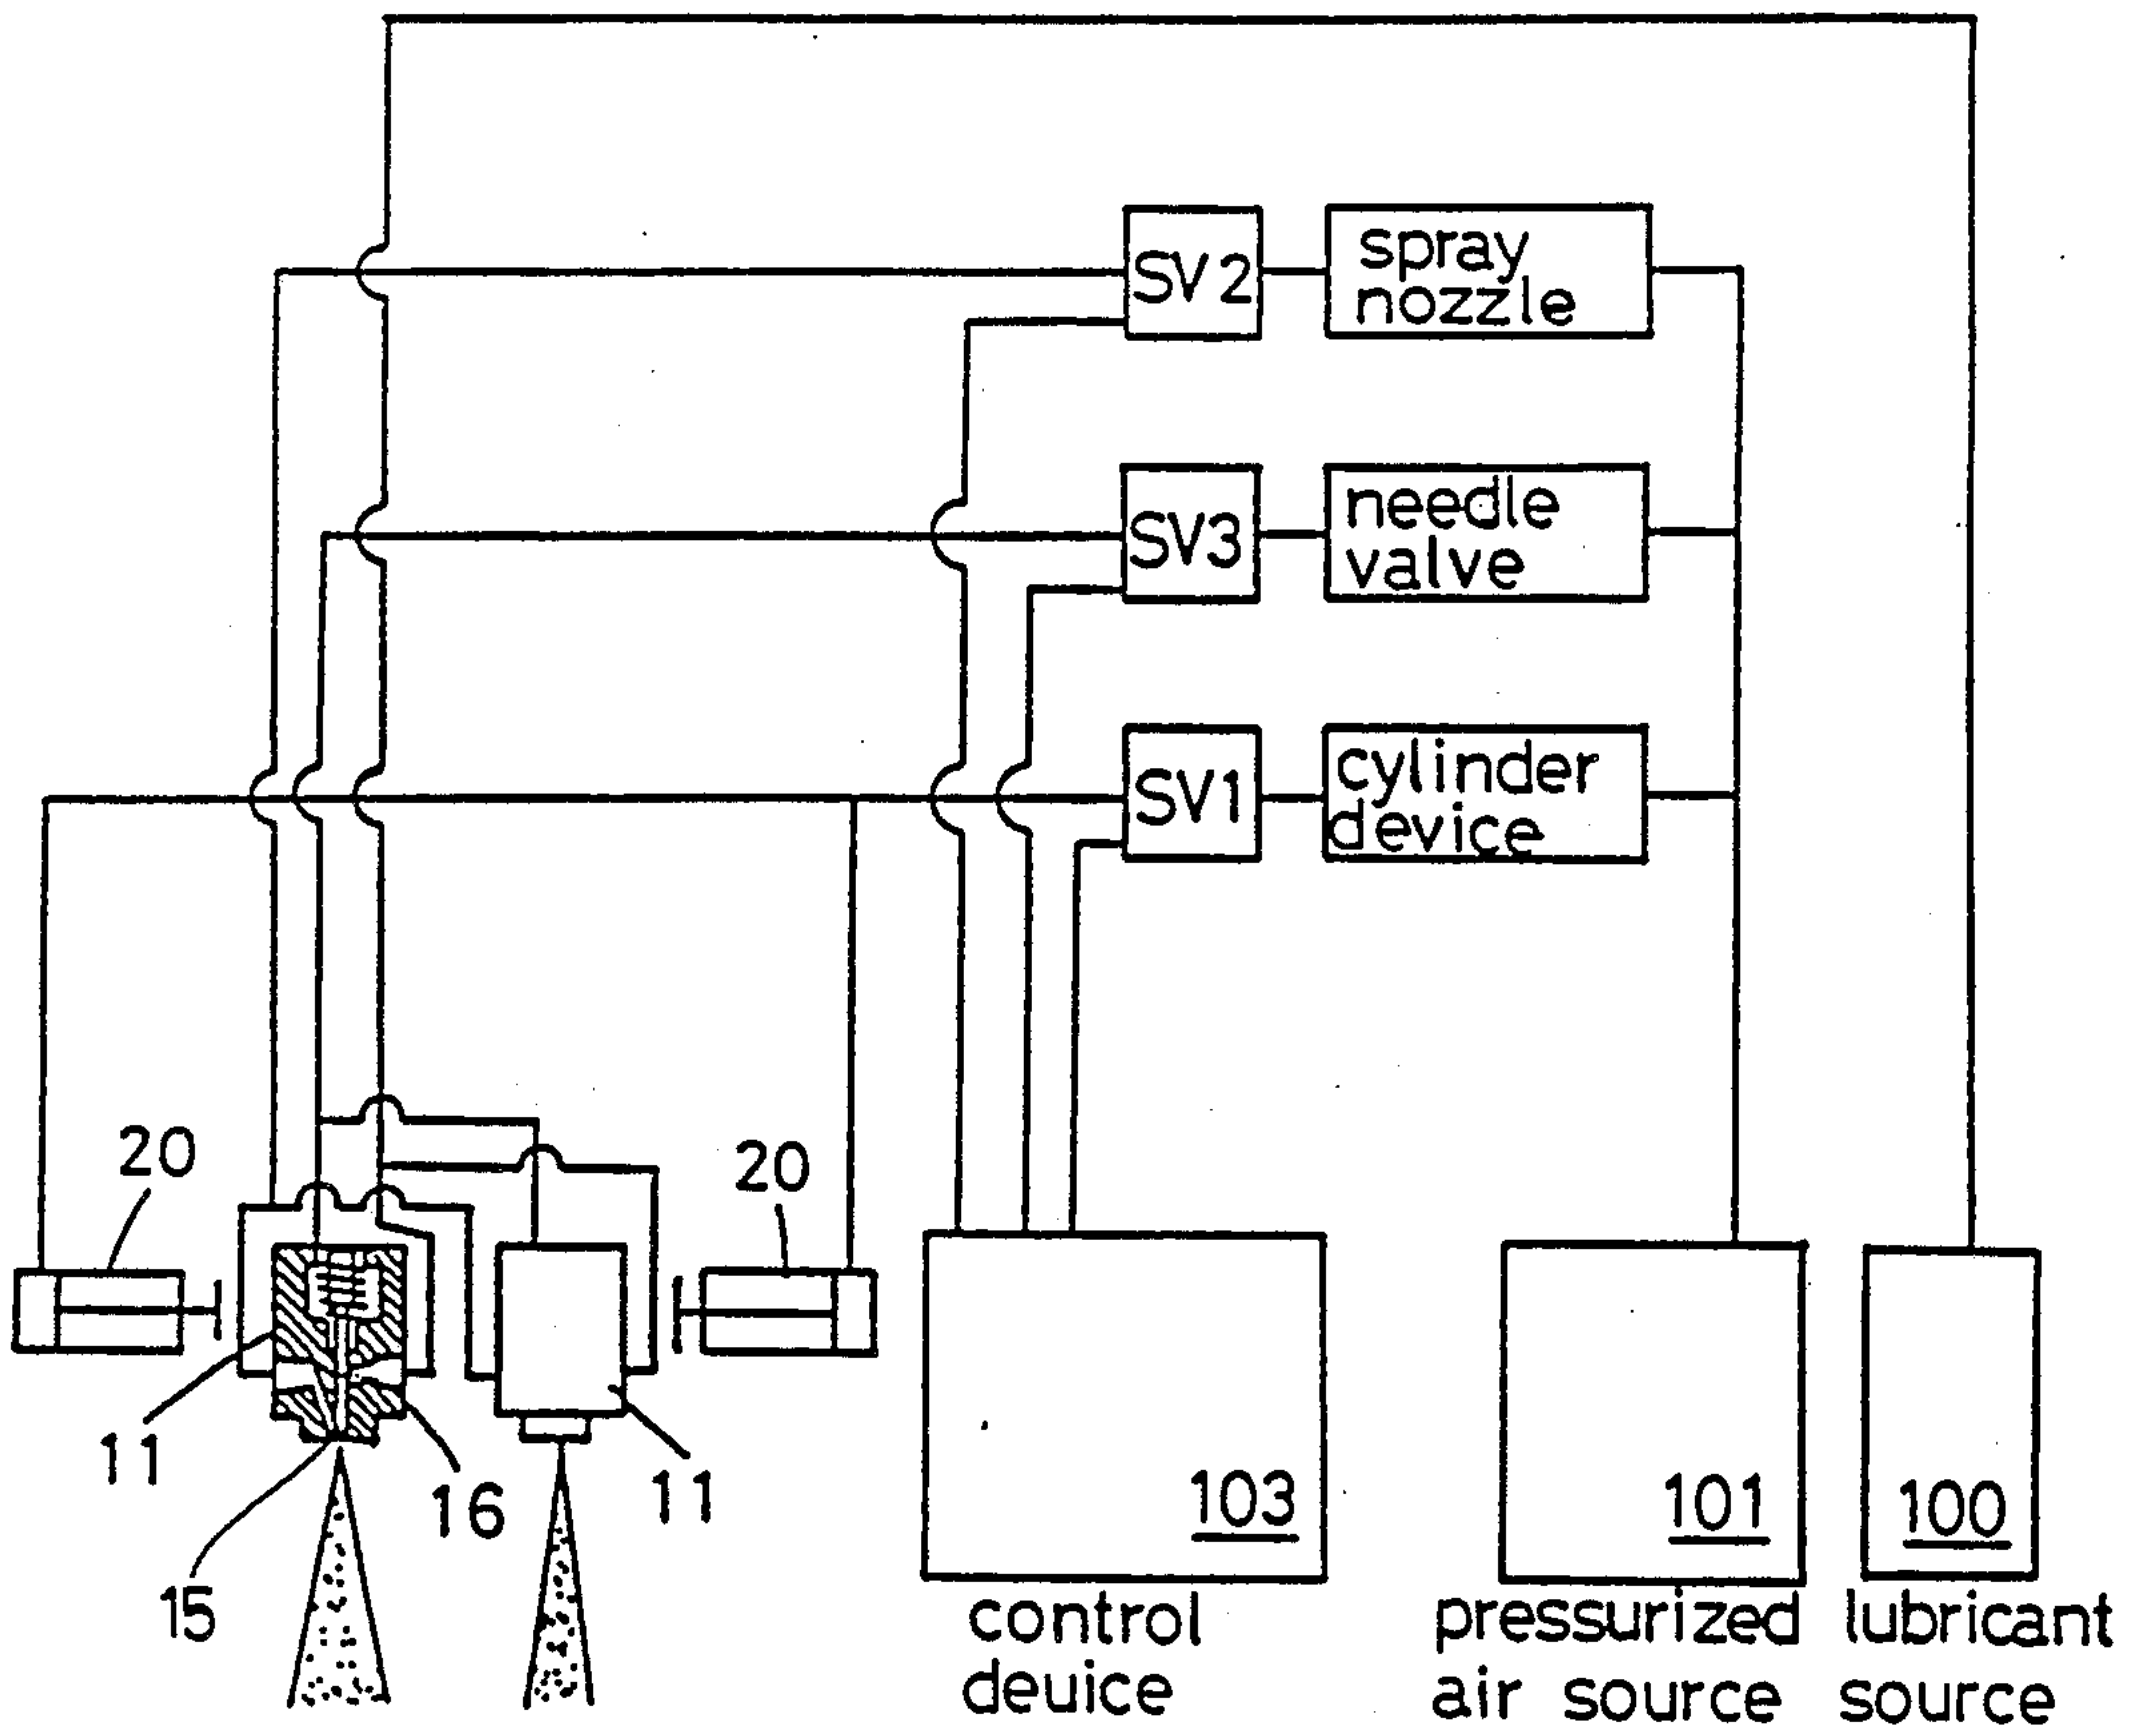 SV2
spray
nozzle
SV3
needle
valve
SV1
cylinder
device
20
20
11
16
11
15
103
101
100
control
deuice
pressurized
air source
lubricant
source